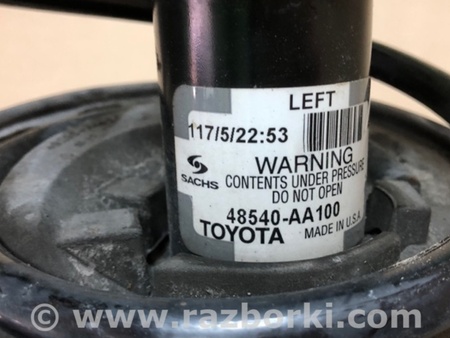 LEFT
117/5/22:53
SACHS
WARNING
CONTENTS UNDER PRESSURE
DO NOT OPEN
48540-AA100
TOYOTA MADE IN U.S.A
© www.razborki.com